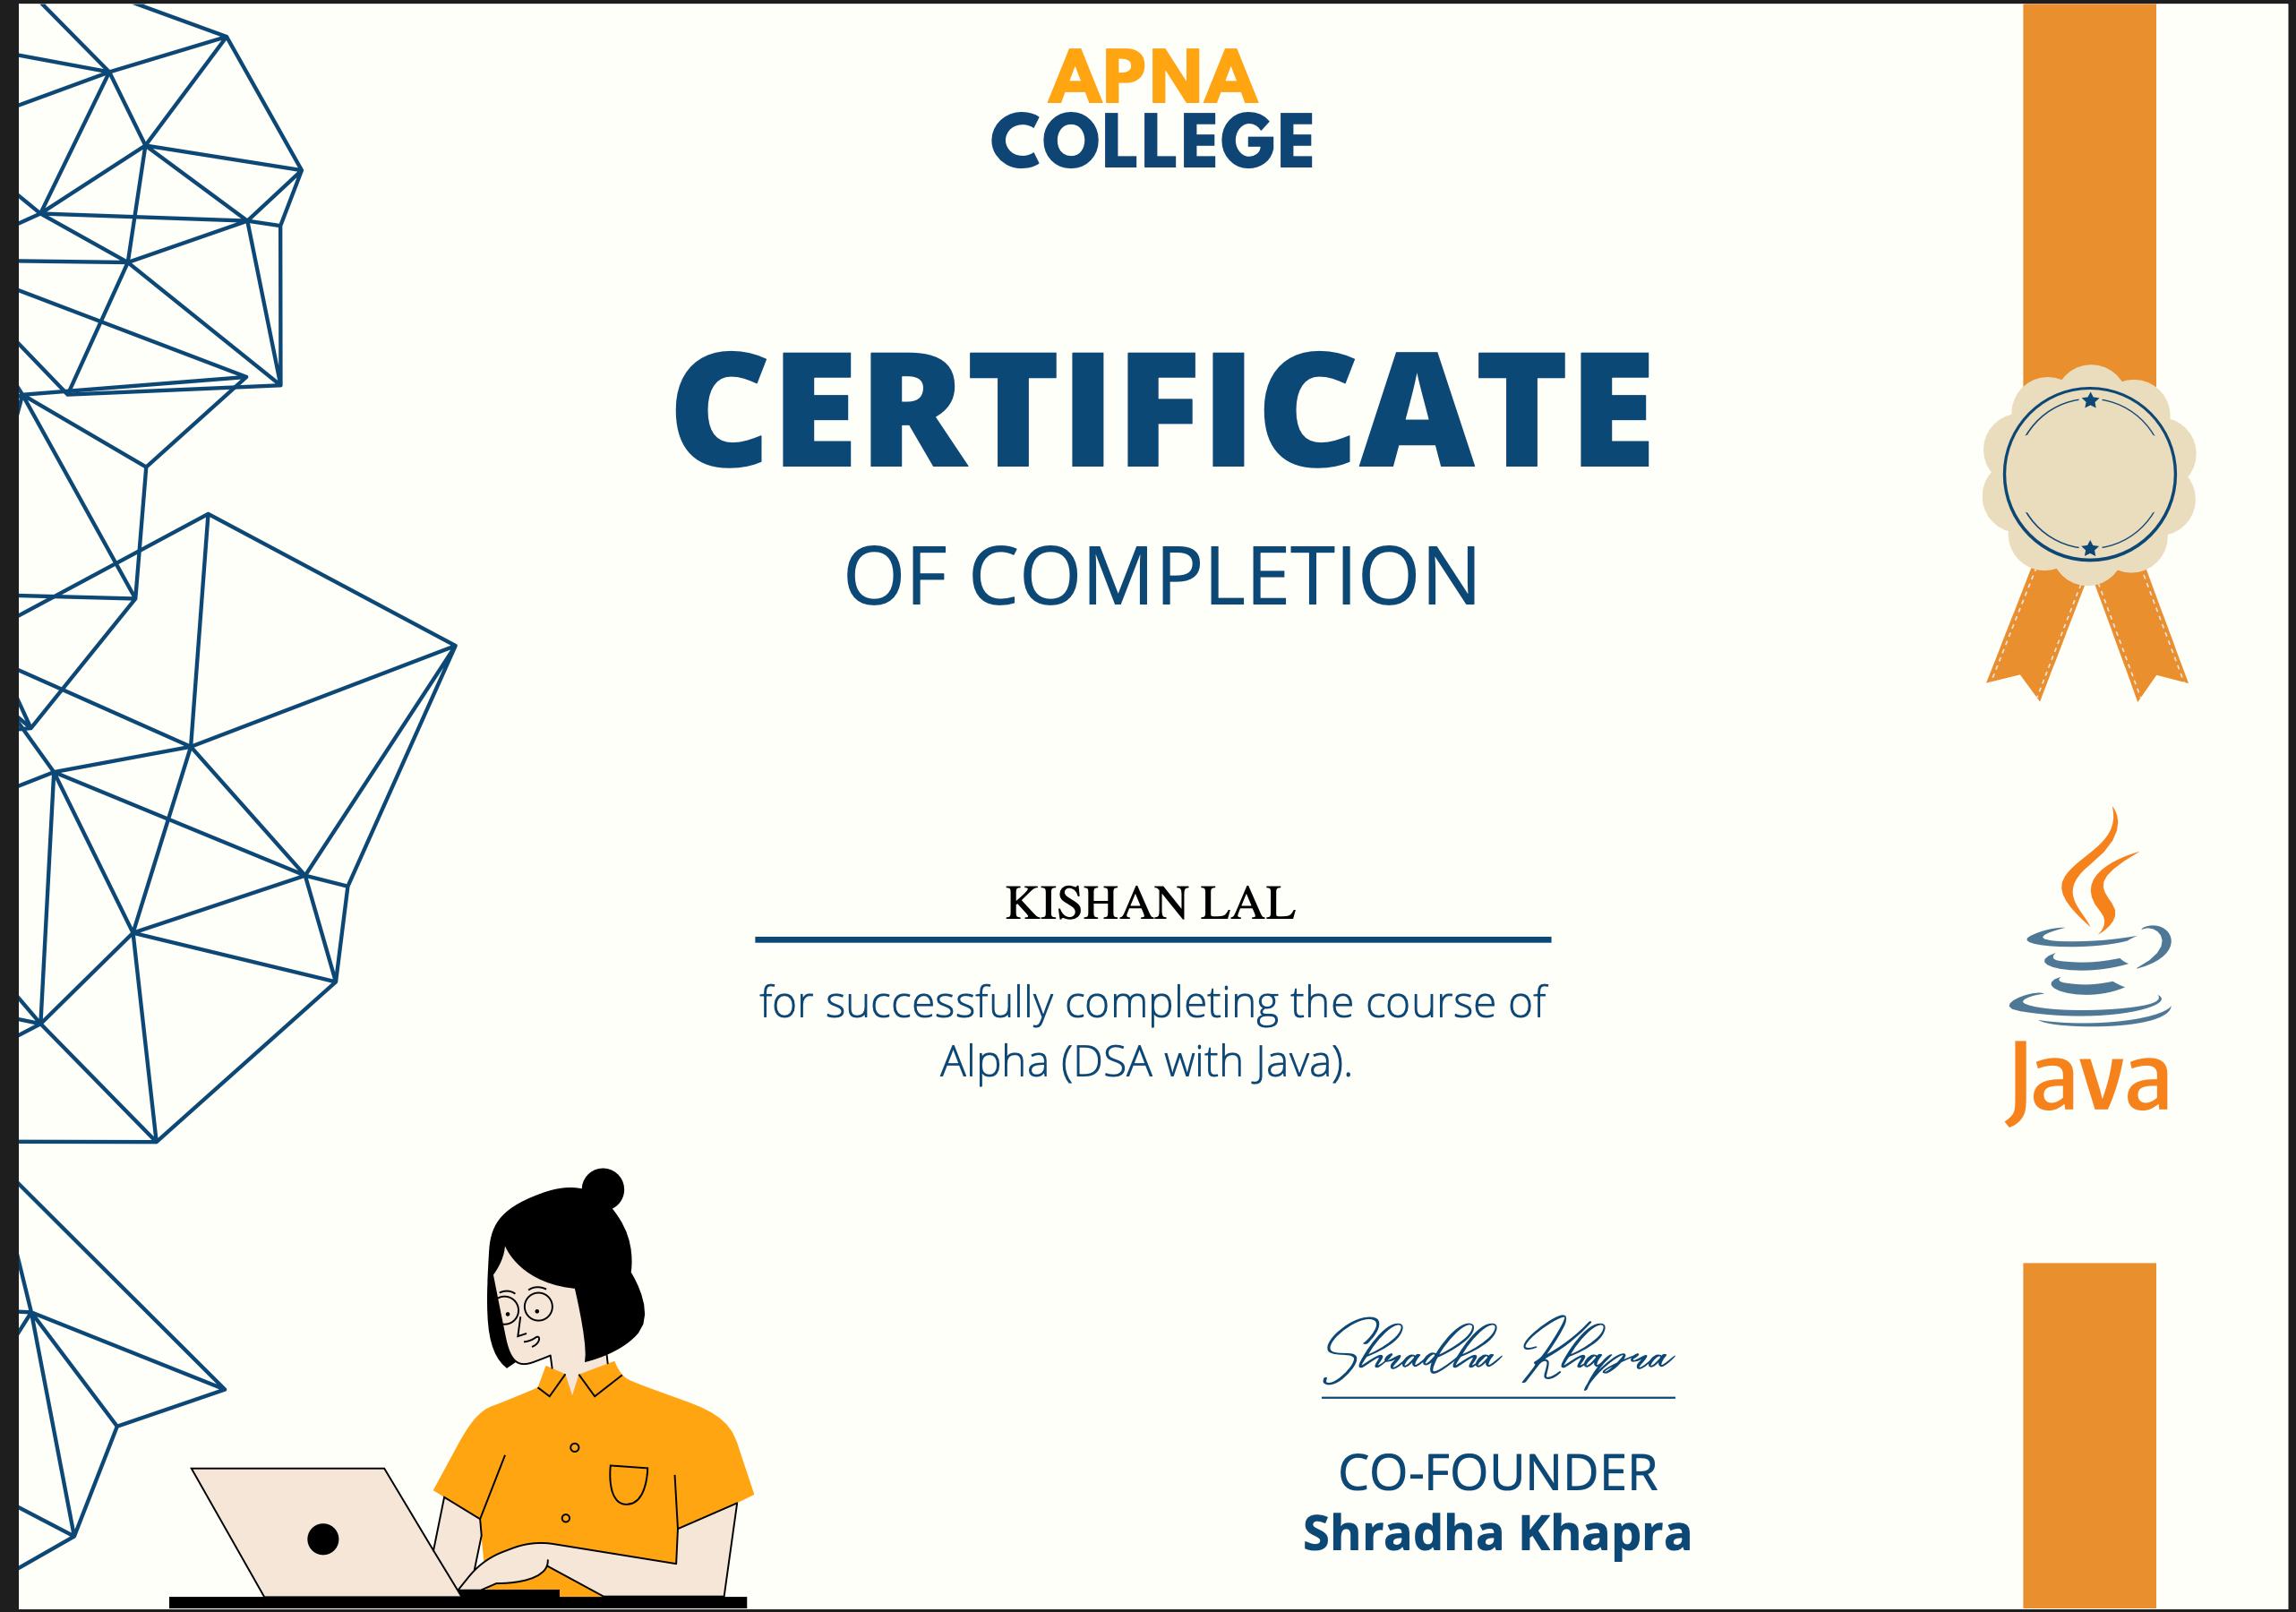 APNA
COLLEGE
CERTIFICATE
OF COMPLETION
KISHAN LAL
for successfully completing the course of
Alpha (DSA with Java).
Java
Shradha Khapra
CO-FOUNDER
Shradha Khapra